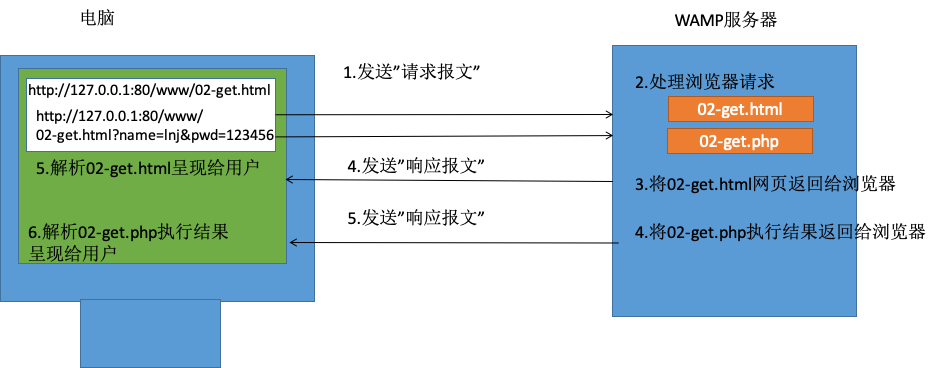 电脑
WAMP服务器
http://127.0.0.1:80/www/02-get.html
http://127.0.0.1:80/www/
02-get.html?name=lnj&pwd=123456
5.解析02-get.html呈现给用户
6.解析02-get.php执行结果
呈现给用户
1.发送”请求报文”
4.发送”响应报文”
5.发送”响应报文”
2.处理浏览器请求
02-get.html
02-get.php
3.将02-get.html网页返回给浏览器
4.将02-get.php执行结果返回给浏览器